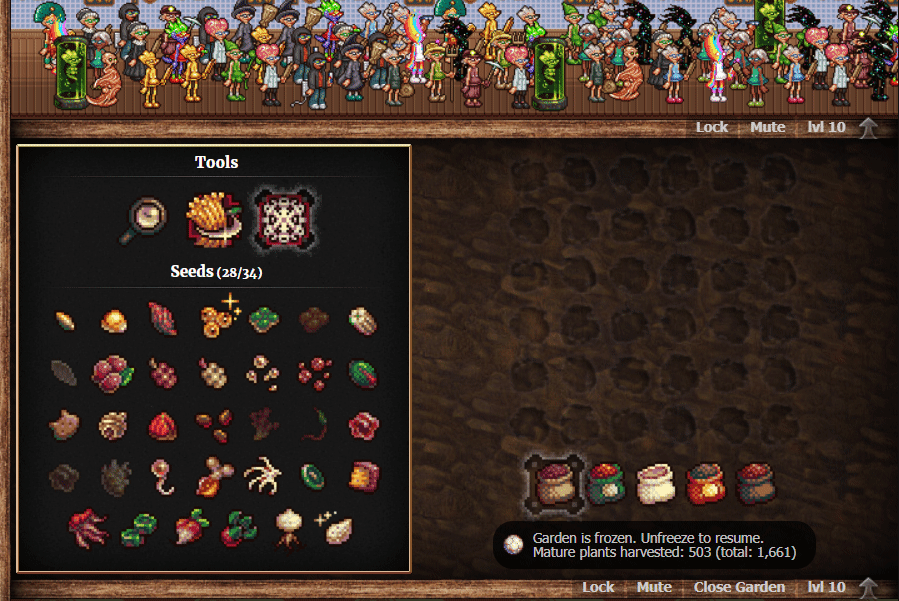 Lock Mute lvl 10
Tools
Seeds (28/34)
Garden is frozen. Unfreeze to resume.
Mature plants harvested: 503 (total: 1,661)
Lock Mute Close Garden lvl 10